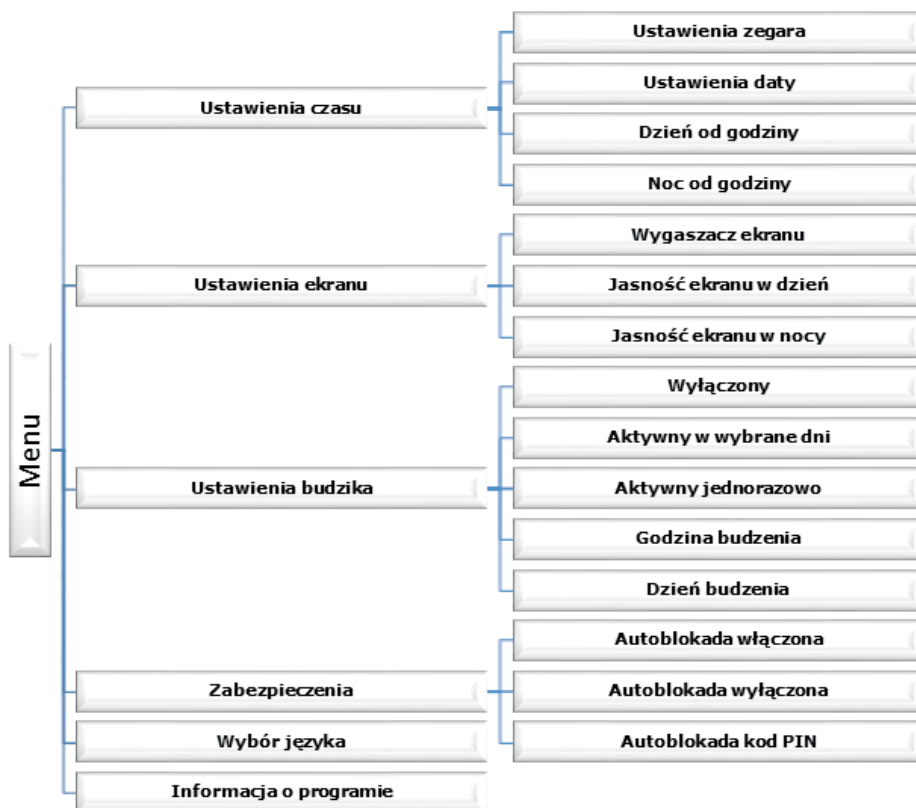 Menu
Ustawienia czasu
Ustawienia zegara
Ustawienia daty
Dzień od godziny
Noc od godziny
Ustawienia ekranu
Wygaszacz ekranu
Jasność ekranu w dzień
Jasność ekranu w nocy
Ustawienia budzika
Wyłączony
Aktywny w wybrane dni
Aktywny jednorazowo
Godzina budzenia
Dzień budzenia
Zabezpieczenia
Autoblokada włączona
Autoblokada wyłączona
Autoblokada kod PIN
Wybór języka
Informacja o programie